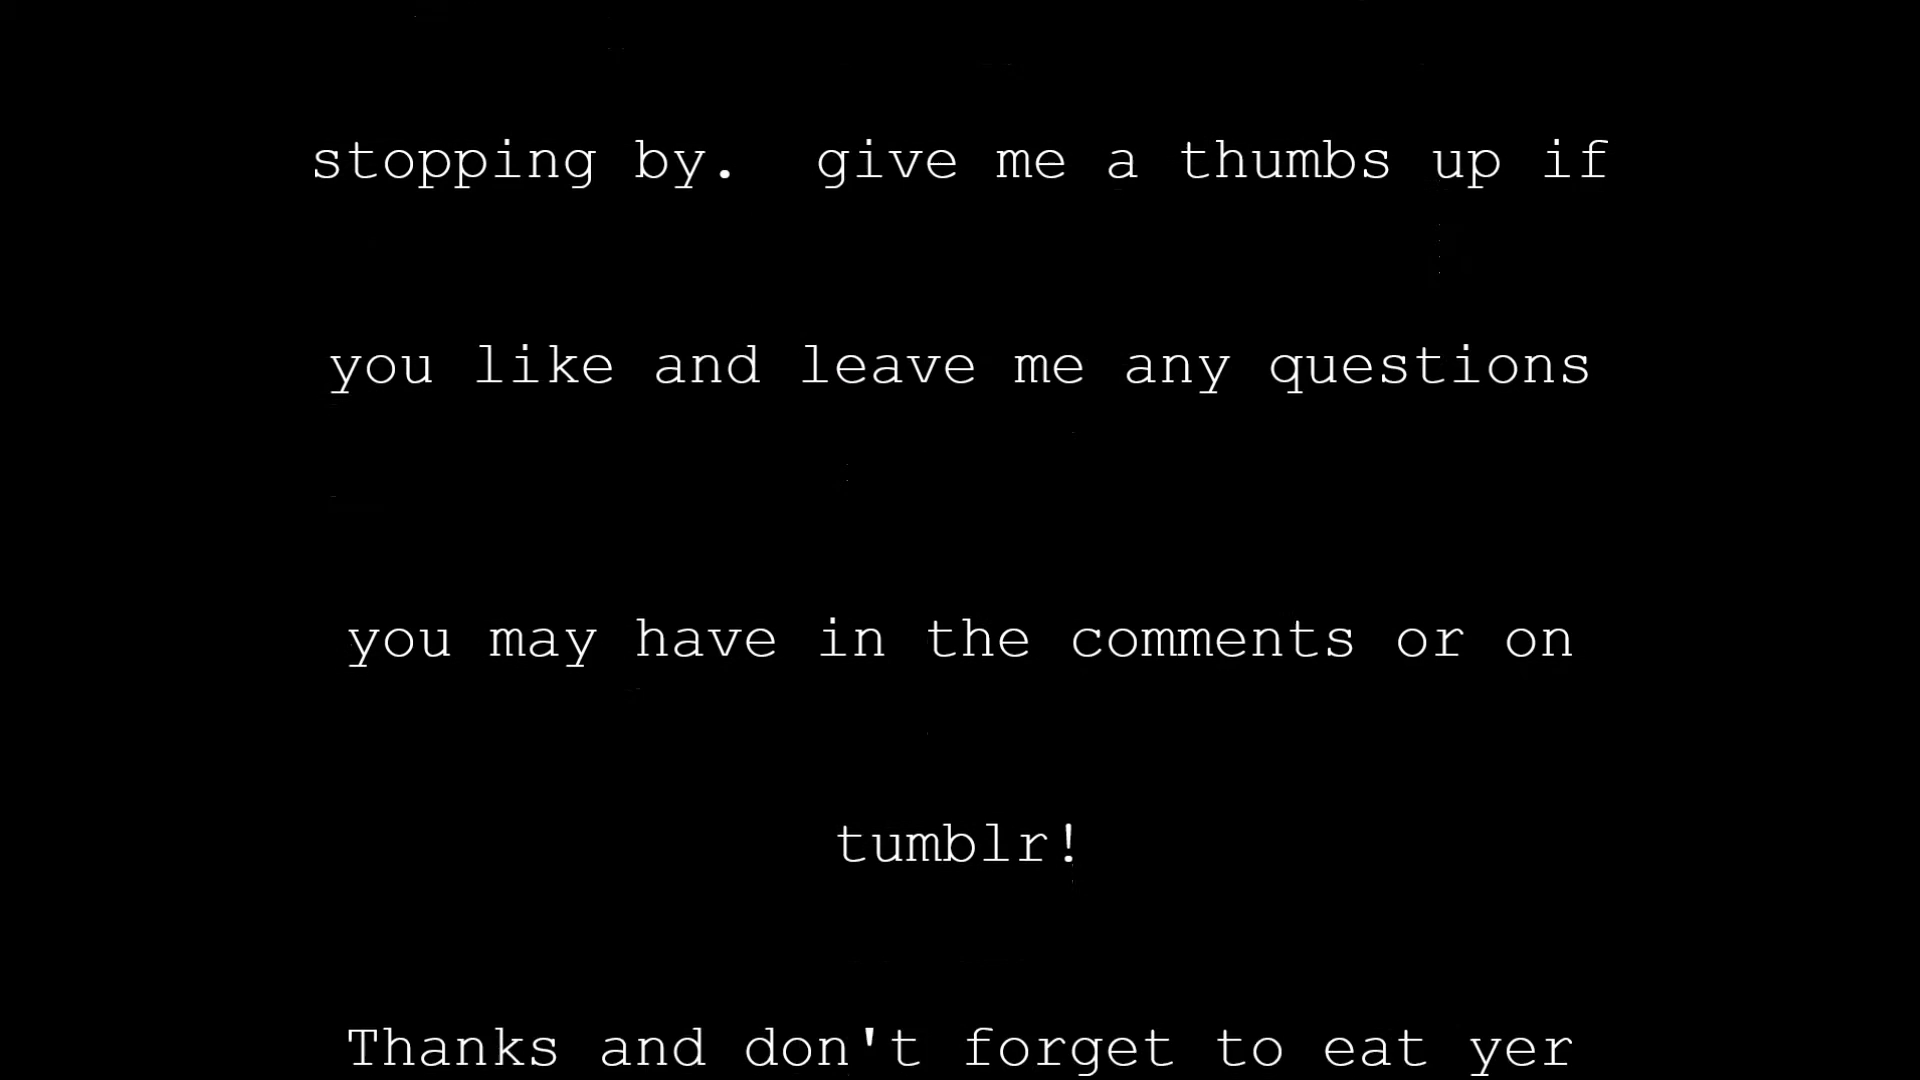 stopping by.  give me a thumbs up if
you like and leave me any questions
you may have in the comments or on
tumblr!
Thanks and don't forget to eat yer